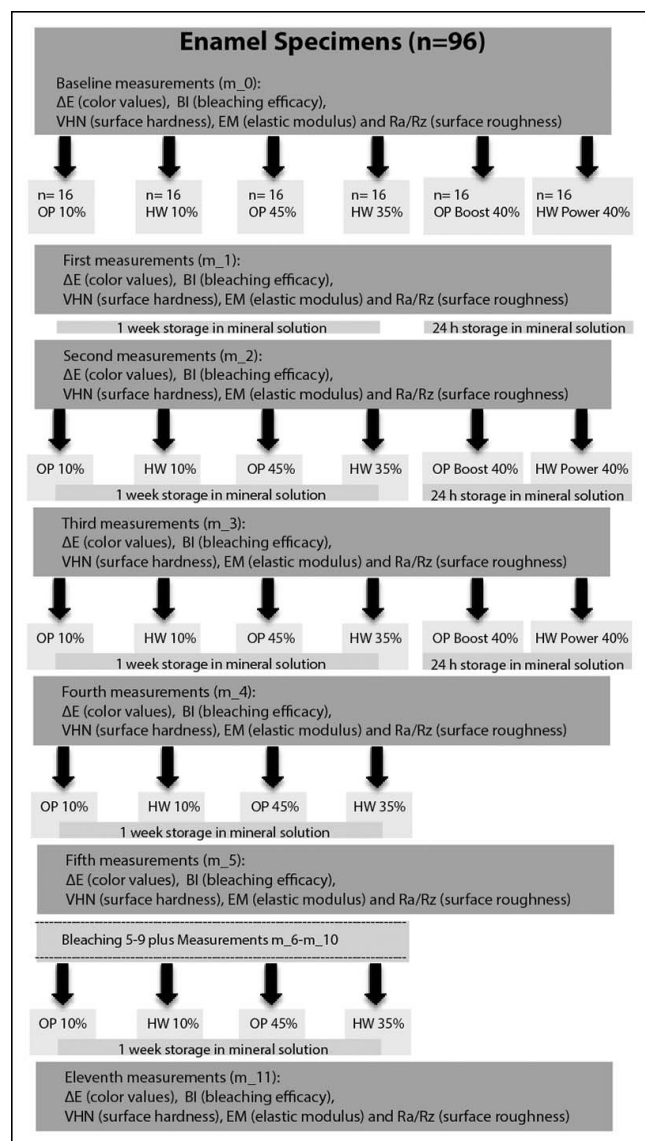 Enamel Specimens (n=96)
Baseline measurements (m_0):
ΔE (color values), BI (bleaching efficacy),
VHN (surface hardness), EM (elastic modulus) and Ra/Rz (surface roughness)
n= 16 n= 16 n= 16 n= 16 n= 16 n= 16
OP 10% HW 10% OP 45% HW 35% OP Boost 40% HW Power 40%
First measurements (m_1):
ΔE (color values), BI (bleaching efficacy),
VHN (surface hardness), EM (elastic modulus) and Ra/Rz (surface roughness)
1 week storage in mineral solution 24 h storage in mineral solution
Second measurements (m_2):
ΔE (color values), BI (bleaching efficacy),
VHN (surface hardness), EM (elastic modulus) and Ra/Rz (surface roughness)
OP 10% HW 10% OP 45% HW 35% OP Boost 40% HW Power 40%
1 week storage in mineral solution 24 h storage in mineral solution
Third measurements (m_3):
ΔE (color values), BI (bleaching efficacy),
VHN (surface hardness), EM (elastic modulus) and Ra/Rz (surface roughness)
OP 10% HW 10% OP 45% HW 35% OP Boost 40% HW Power 40%
1 week storage in mineral solution 24 h storage in mineral solution
Fourth measurements (m_4):
ΔE (color values), BI (bleaching efficacy),
VHN (surface hardness), EM (elastic modulus) and Ra/Rz (surface roughness)
OP 10% HW 10% OP 45% HW 35%
1 week storage in mineral solution
Fifth measurements (m_5):
ΔE (color values), BI (bleaching efficacy),
VHN (surface hardness), EM (elastic modulus) and Ra/Rz (surface roughness)
Bleaching 5-9 plus Measurements m_6-m_10
OP 10% HW 10% OP 45% HW 35%
1 week storage in mineral solution
Eleventh measurements (m_11):
ΔE (color values), BI (bleaching efficacy),
VHN (surface hardness), EM (elastic modulus) and Ra/Rz (surface roughness)